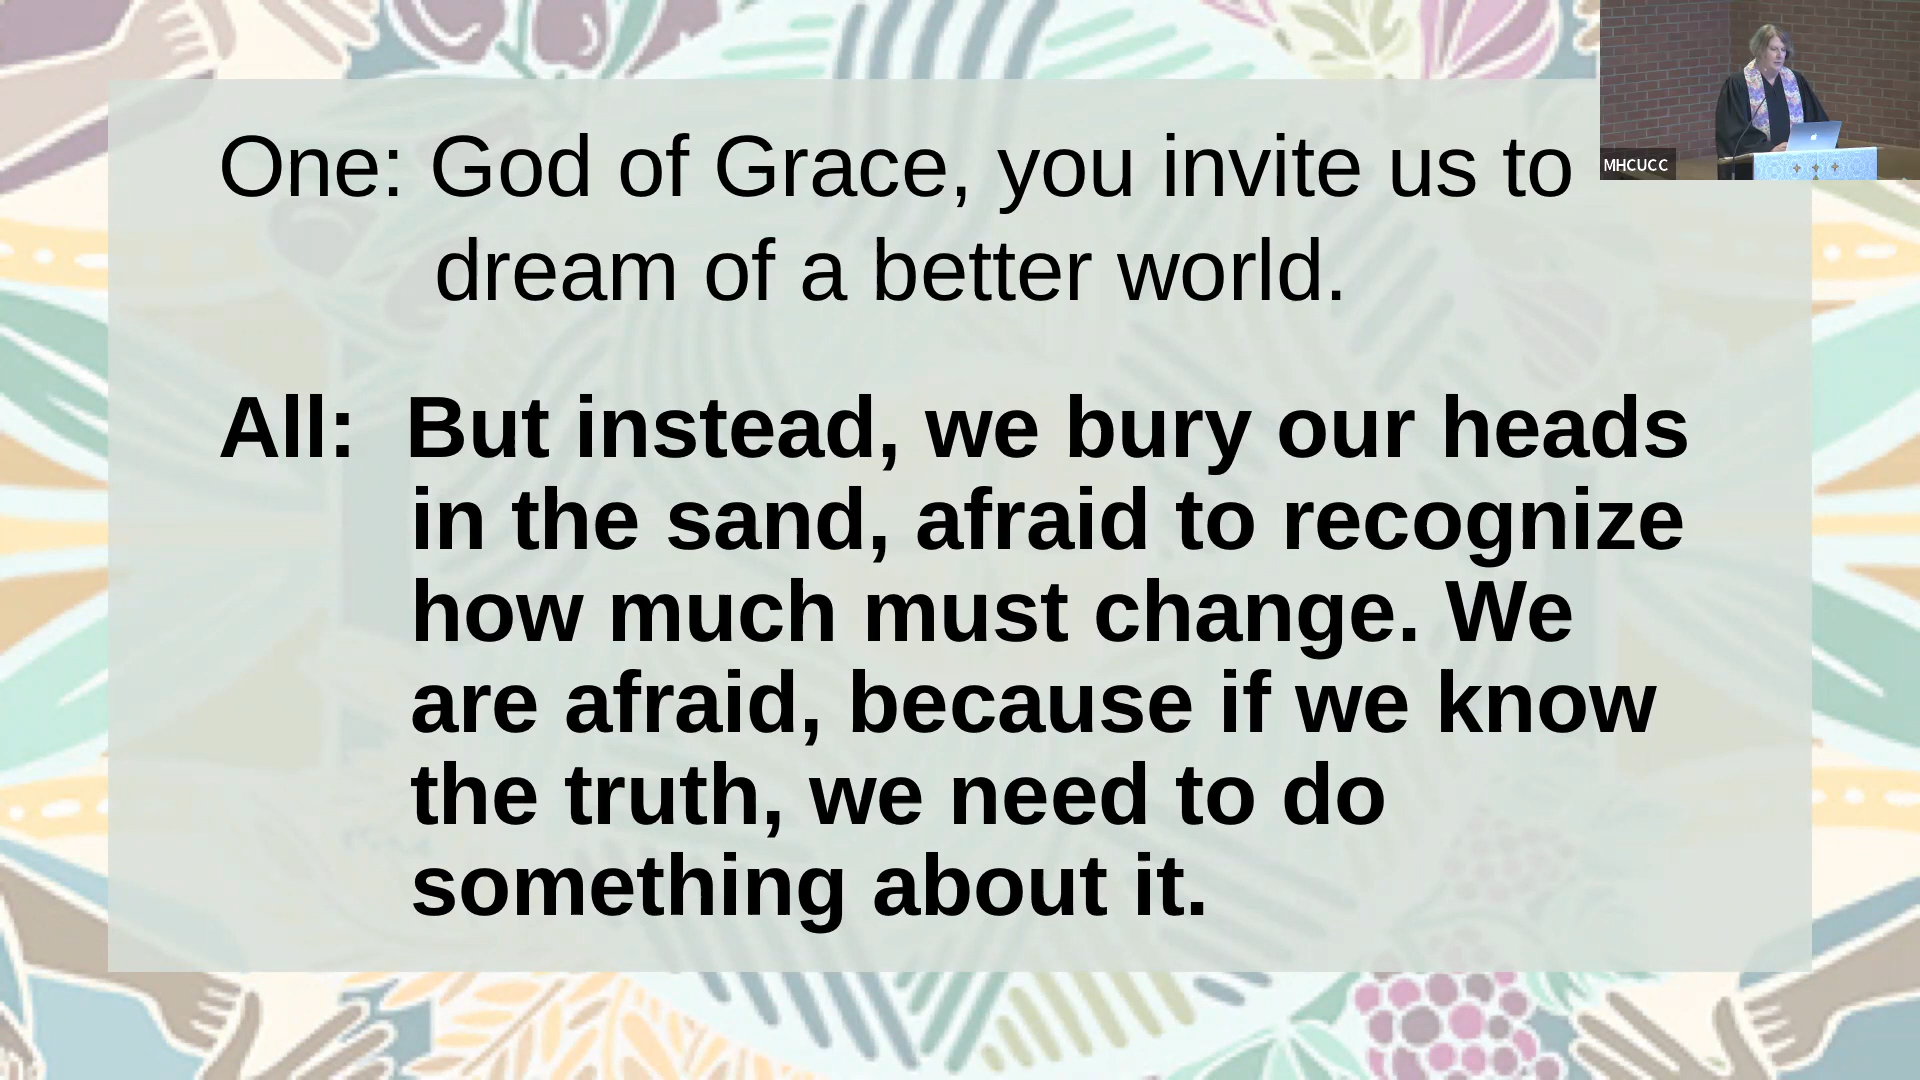 One: God of Grace, you invite us to
dream of a better world.
All: But instead, we bury our heads
in the sand, afraid to recognize
how much must change. We
are afraid, because if we know
the truth, we need to do
something about it.
MHCUCC